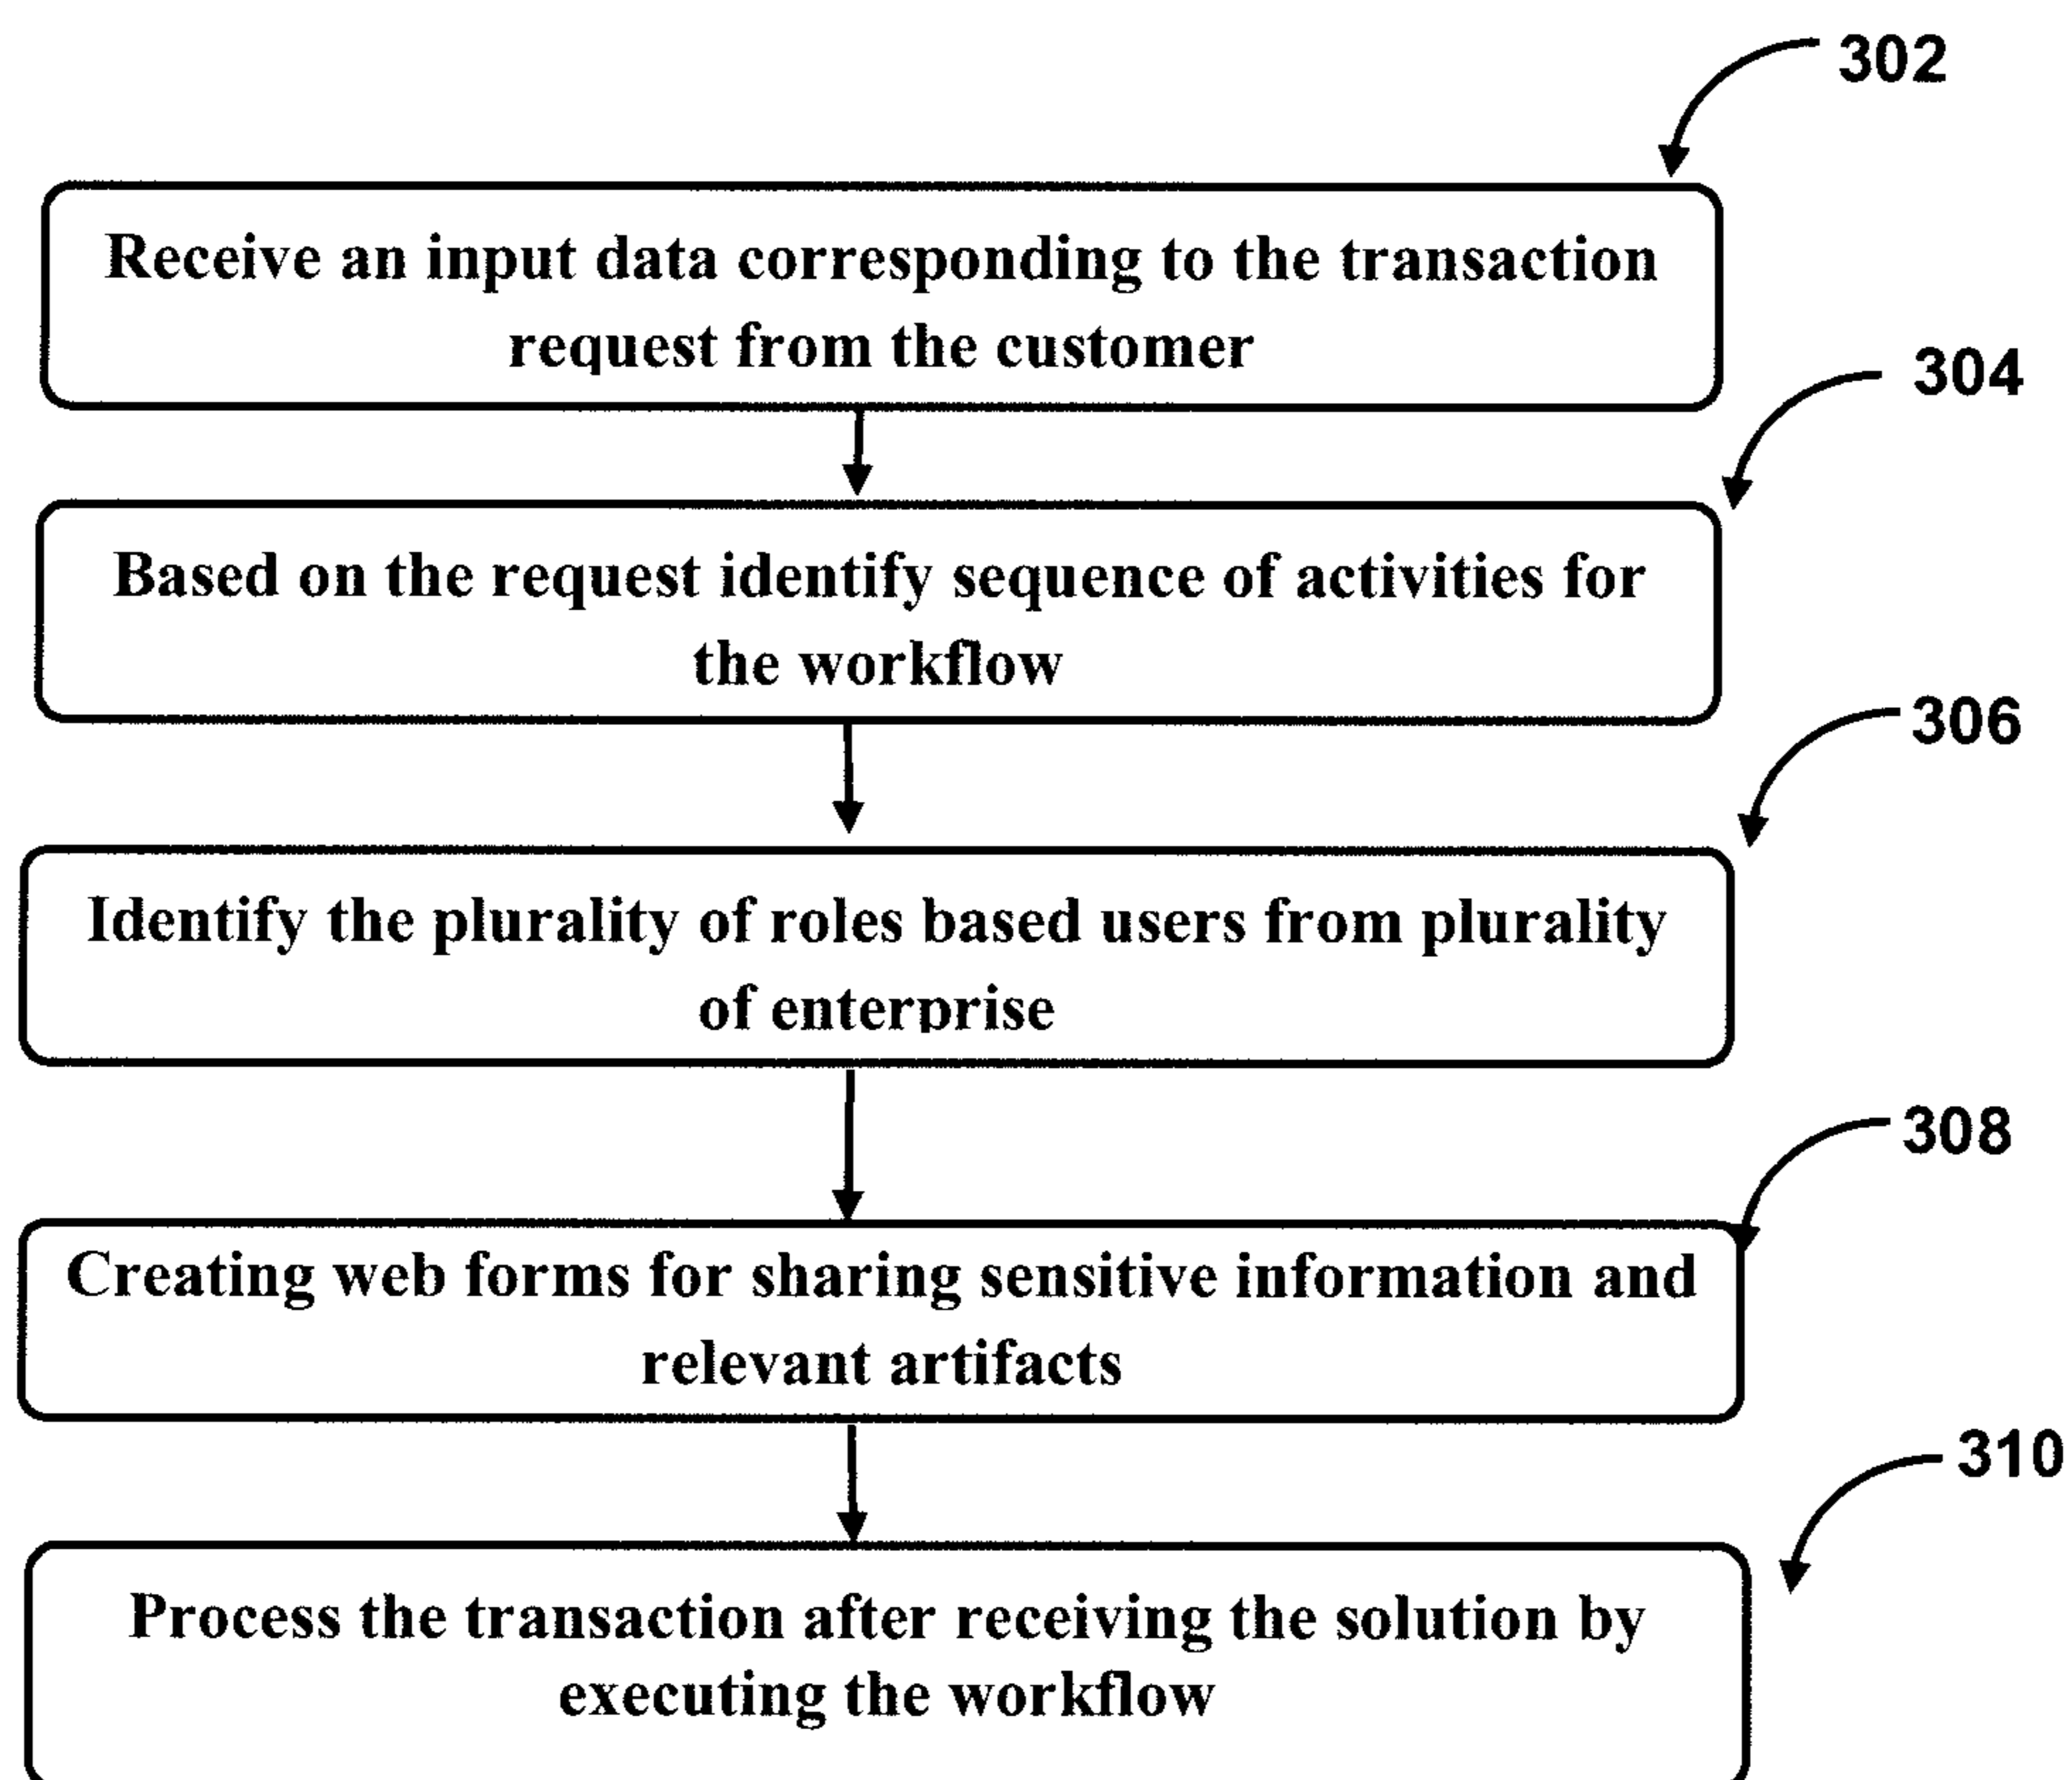 302
Receive an input data corresponding to the transaction
request from the customer
304
Based on the request identify sequence of activities for
the workflow
306
Identify the plurality of roles based users from plurality
of enterprise
308
Creating web forms for sharing sensitive information and
relevant artifacts
310
Process the transaction after receiving the solution by
executing the workflow